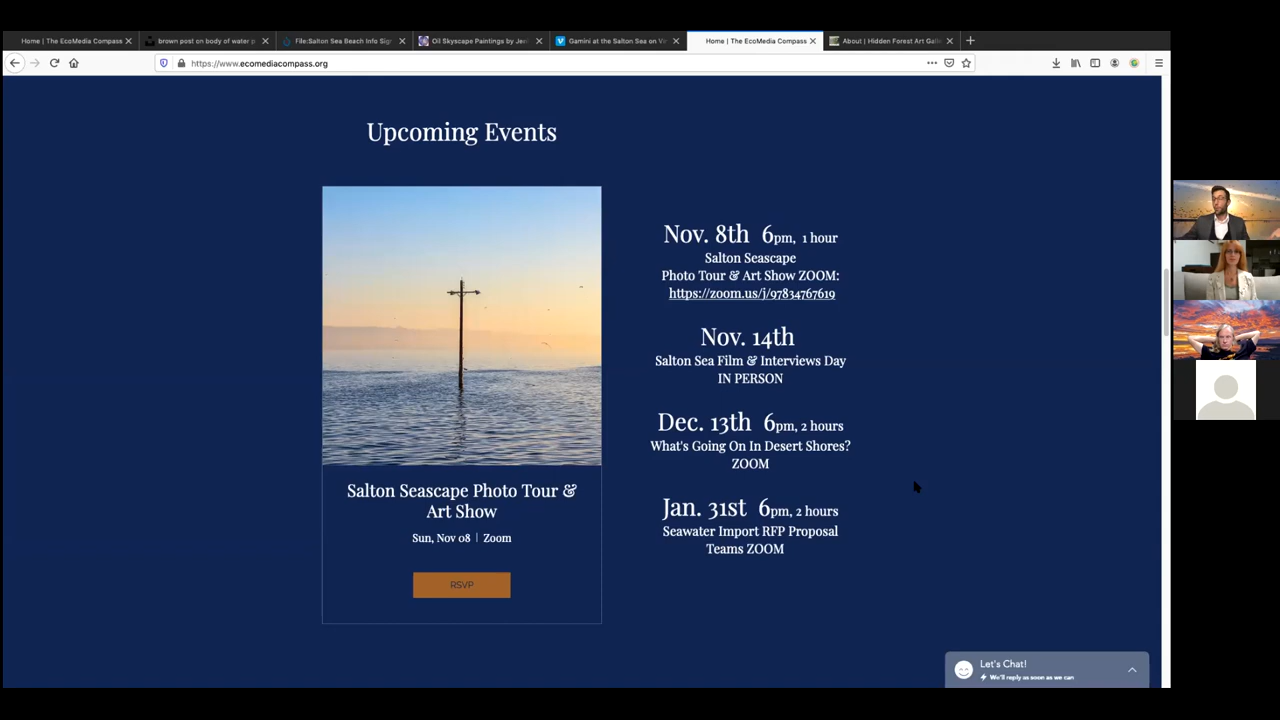 Home | The EcoMedia Compass
brown post on body of water p
File:Salton Sea Beach Info Sig
Oil Skyscape Paintings by Jen
Gamini at the Salton Sea on Vi
Home | The EcoMedia Compass
About | Hidden Forest Art Gall
https://www.ecomediacompass.org
Upcoming Events
Nov. 8th 6pm, 1 hour
Salton Seascape
Photo Tour & Art Show ZOOM:
https://zoom.us/j/97834767619
Nov. 14th
Salton Sea Film & Interviews Day
IN PERSON
Dec. 13th 6pm, 2 hours
What's Going On In Desert Shores?
ZOOM
Jan. 31st 6pm, 2 hours
Seawater Import RFP Proposal
Teams ZOOM
Salton Seascape Photo Tour &
Art Show
Sun, Nov 08 | Zoom
RSVP
Let's Chat!
We'll reply as soon as we can